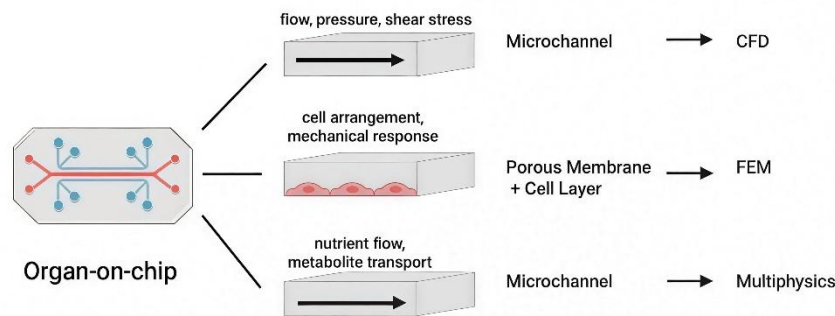 flow, pressure, shear stress
Microchannel
CFD
cell arrangement,
mechanical response
Porous Membrane
+ Cell Layer
FEM
Organ-on-chip
nutrient flow,
metabolite transport
Microchannel
Multiphysics